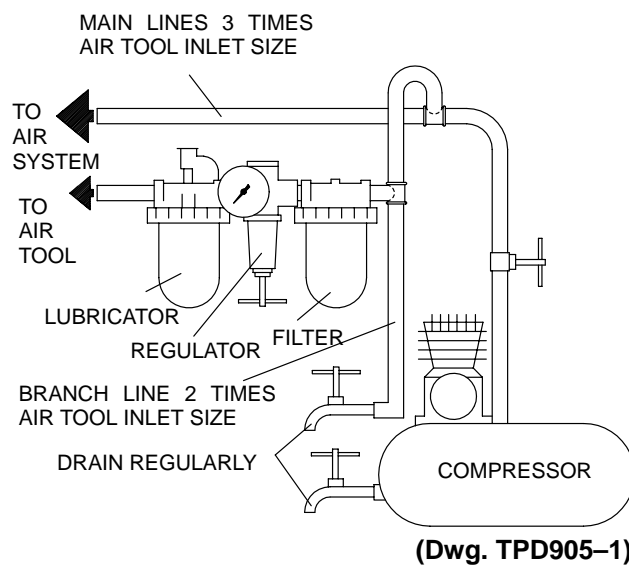 MAIN LINES 3 TIMES
AIR TOOL INLET SIZE
TO
AIR
SYSTEM
TO
AIR
TOOL
LUBRICATOR
REGULATOR
FILTER
BRANCH LINE 2 TIMES
AIR TOOL INLET SIZE
DRAIN REGULARLY
COMPRESSOR
(Dwg. TPD905–1)